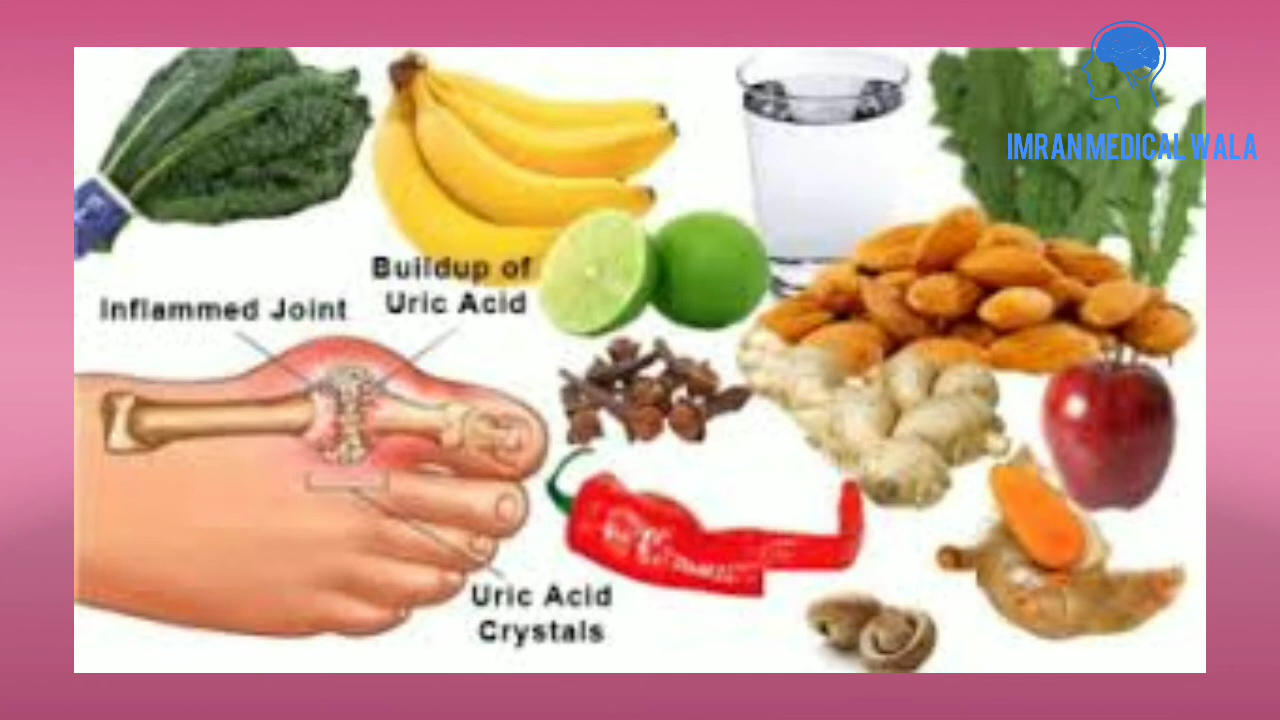 IMRAN MEDICAL WALA
Buildup of
Uric Acid
Inflammed Joint
Uric Acid
Crystals